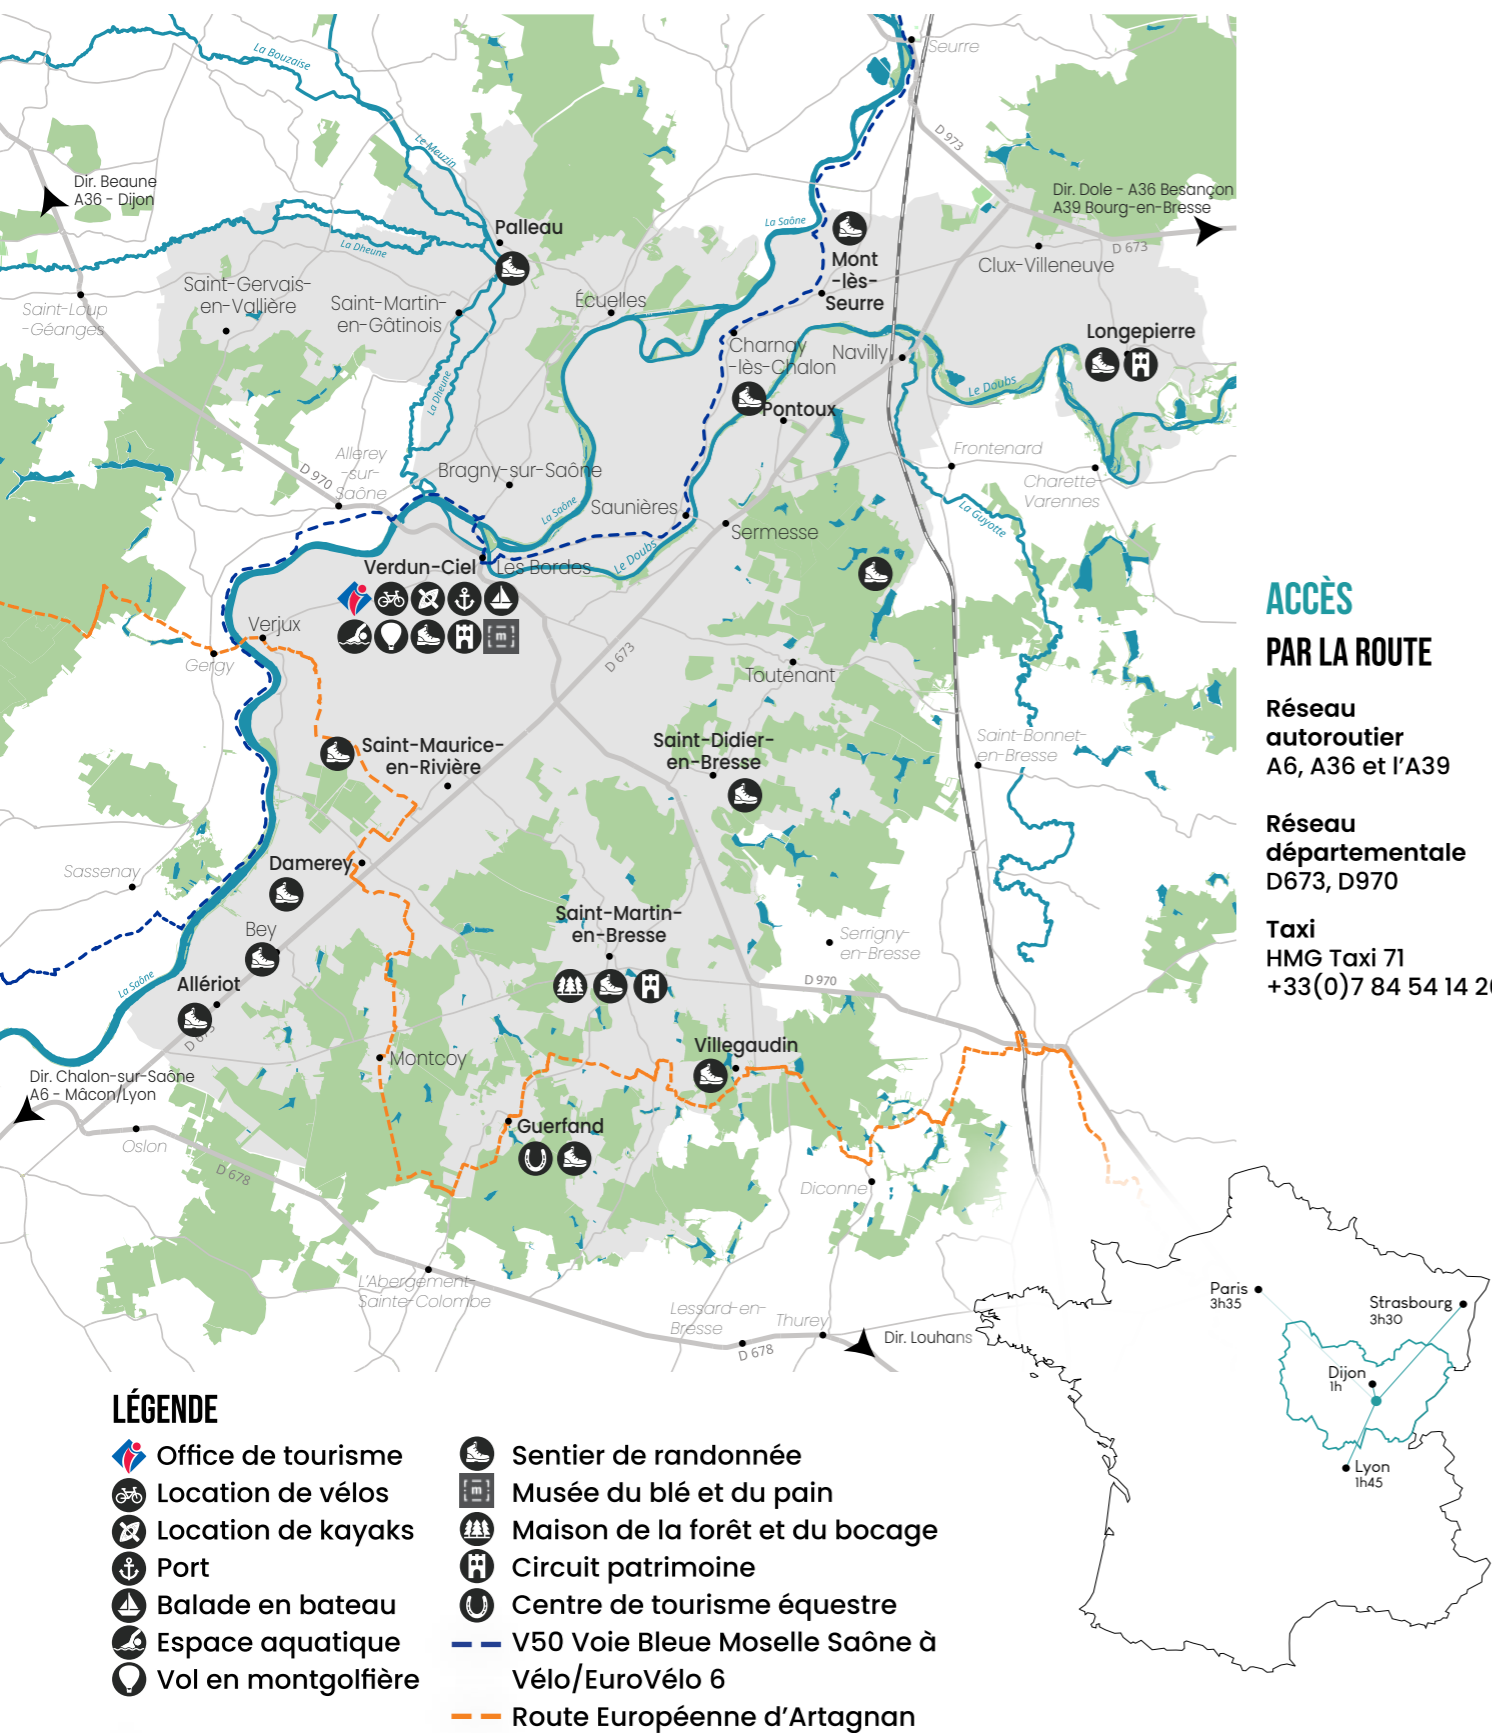 La Bouzaise
Seurre
Le Meuzin
D 973
Dir. Beaune
A36 - Dijon
Dir. Dole - A36 Besançon
A39 Bourg-en-Bresse
D 673
La Saône
Palleau
La Dheune
Mont
-lès-
Seurre
Clux-Villeneuve
Saint-Gervais-
en-Vallière
Saint-Martin-
en-Gâtinois
Écuelles
Saint-Loup
-Géanges
Longepierre
Charnay
-lès-Chalon
Navilly
Le Doubs
La Dheune
Pontoux
Allerey
-sur-
Saône
Frontenard
D 970
Bragny-sur-Saône
Charette-
Varennes
La Saône
Saunières
La Guyotte
Sermesse
Le Doubs
Verdun-Ciel
Les Bordes
m
Verjux
Gergy
D 673
Toutenant
Saint-Maurice-
en-Rivière
Saint-Didier-
en-Bresse
Saint-Bonnet-
en-Bresse
Damerey
Sassenay
Saint-Martin-
en-Bresse
Bey
Serrigny-
en-Bresse
La Saône
Allériot
D 970
D 673
Montcoy
Villegaudin
Dir. Chalon-sur-Saône
A6 - Mâcon/Lyon
Guerfand
Oslon
D 678
Diconne
L'Abergement-
Sainte-Colombe
Lessard-en-
Bresse
Thurey
D 678
Dir. Louhans
ACCÈS
PAR LA ROUTE
Réseau
autoroutier
A6, A36 et l'A39
Réseau
départementale
D673, D970
Taxi
HMG Taxi 71
+33(0)7 84 54 14 20
Paris
3h35
Strasbourg
3h30
Dijon
1h
Lyon
1h45
LÉGENDE
Office de tourisme
Location de vélos
Location de kayaks
Port
Balade en bateau
Espace aquatique
Vol en montgolfière
Sentier de randonnée
m
Musée du blé et du pain
Maison de la forêt et du bocage
Circuit patrimoine
Centre de tourisme équestre
V50 Voie Bleue Moselle Saône à
Vélo/EuroVélo 6
Route Européenne d'Artagnan